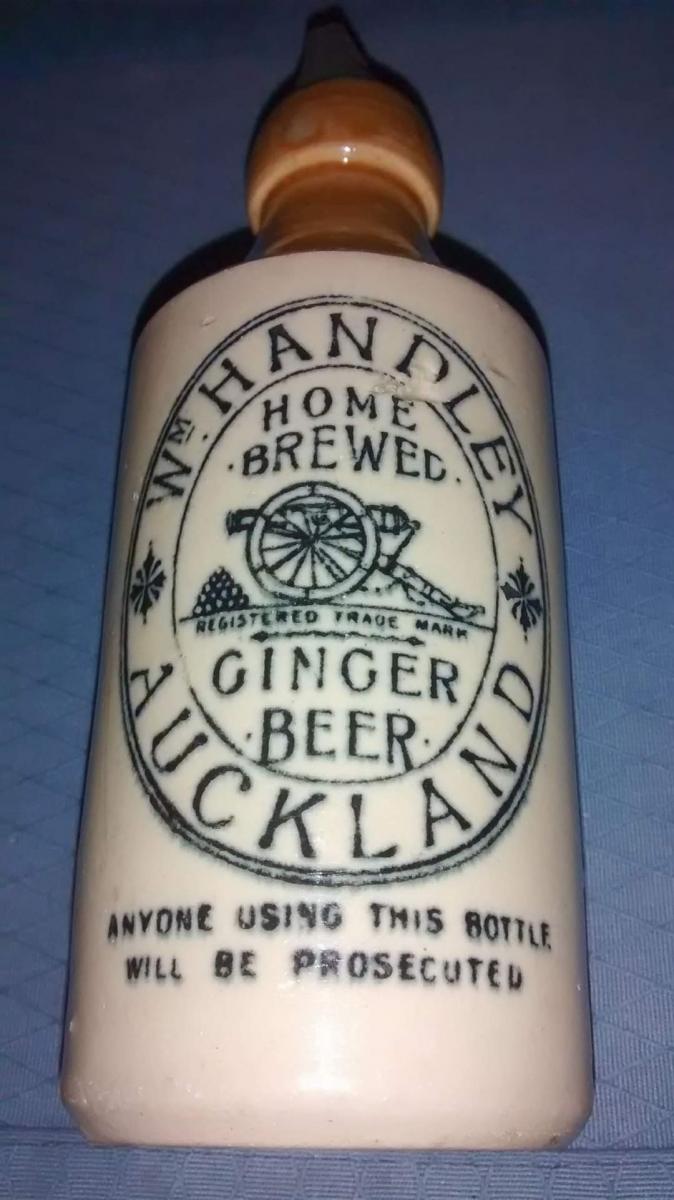 Wᴹ. HANDLEY
HOME
·BREWED·
REGISTERED TRADE MARK
GINGER
·BEER·
AUCKLAND
ANYONE USING THIS BOTTLE
WILL BE PROSECUTED